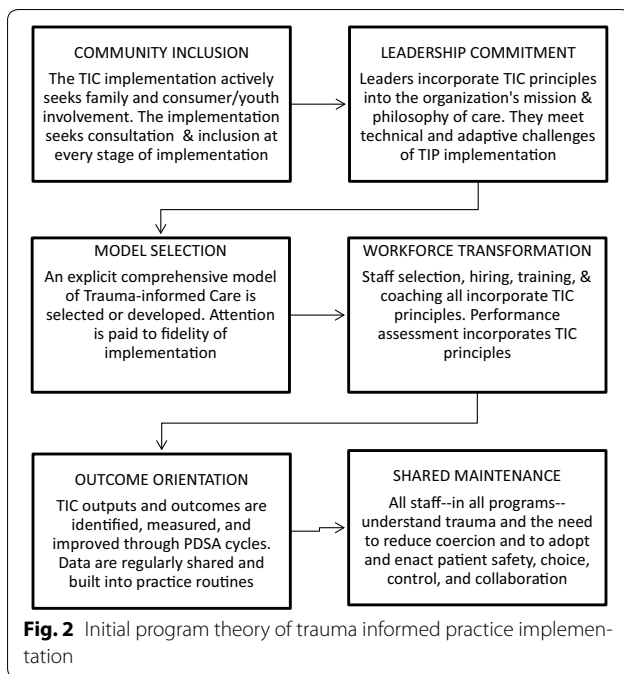 COMMUNITY INCLUSION
The TIC implementation actively
seeks family and consumer/youth
involvement. The implementation
seeks consultation & inclusion at
every stage of implementation
LEADERSHIP COMMITMENT
Leaders incorporate TIC principles
into the organization's mission &
philosophy of care. They meet
technical and adaptive challenges
of TIP implementation
MODEL SELECTION
An explicit comprehensive model
of Trauma-informed Care is
selected or developed. Attention
is paid to fidelity of
implementation
WORKFORCE TRANSFORMATION
Staff selection, hiring, training, &
coaching all incorporate TIC
principles. Performance
assessment incorporates TIC
principles
OUTCOME ORIENTATION
TIC outputs and outcomes are
identified, measured, and
improved through PDSA cycles.
Data are regularly shared and
built into practice routines
SHARED MAINTENANCE
All staff--in all programs--
understand trauma and the need
to reduce coercion and to adopt
and enact patient safety, choice,
control, and collaboration
Fig. 2 Initial program theory of trauma informed practice implemen-
tation